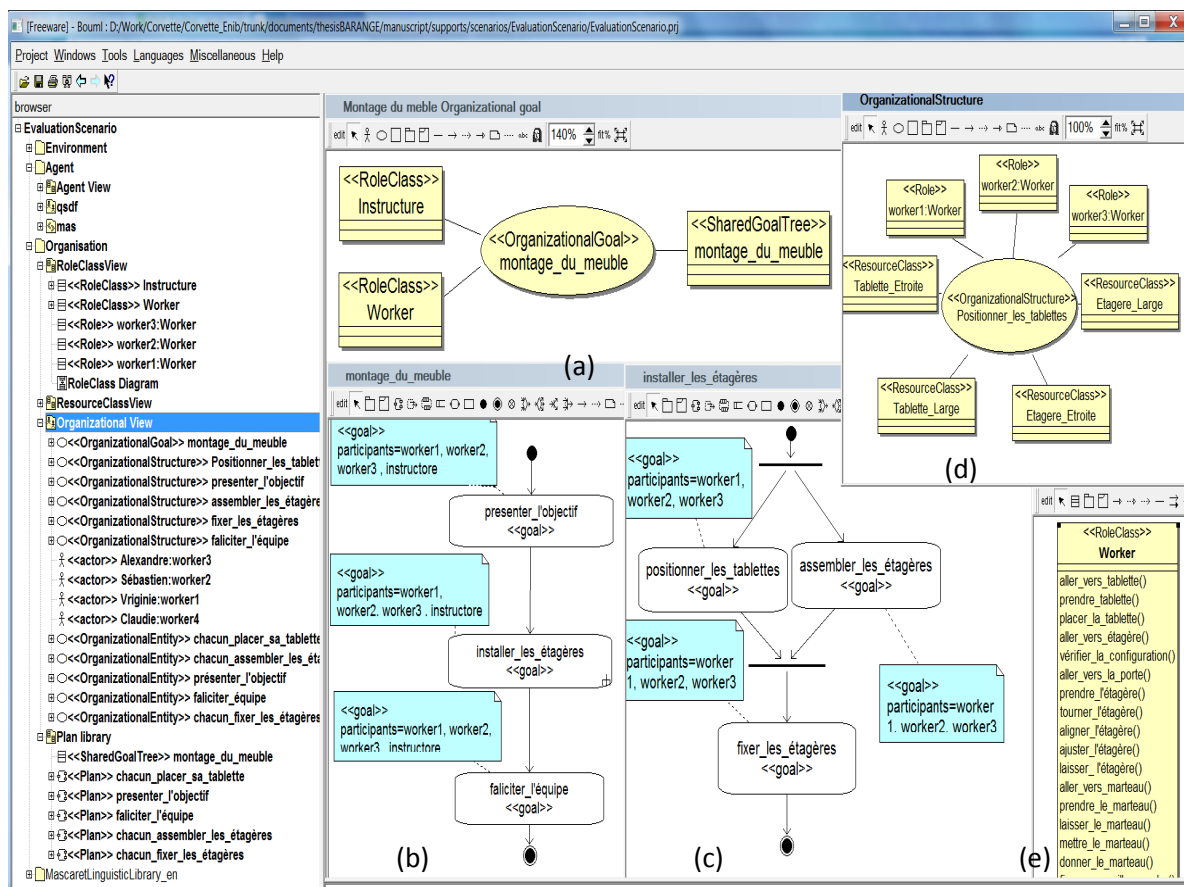 [Freeware] - Bouml : D:/Work/Corvette/Corvette_Enib/trunk/documents/thesisBARANGE/manuscript/supports/scenarios/EvaluationScenario/EvaluationScenario.prj
Project Windows Tools Languages Miscellaneous Help
browser
EvaluationScenario
Environment
Agent
Agent View
qsdf
mas
Organisation
RoleClassView
<<RoleClass>> Instructure
<<RoleClass>> Worker
<<Role>> worker3:Worker
<<Role>> worker2:Worker
<<Role>> worker1:Worker
RoleClass Diagram
ResourceClassView
Organizational View
<<OrganizationalGoal>> montage_du_meuble
<<OrganizationalStructure>> Positionner_les_tablett
<<OrganizationalStructure>> presenter_l'objectif
<<OrganizationalStructure>> assembler_les_étagères
<<OrganizationalStructure>> fixer_les_étagères
<<OrganizationalStructure>> faliciter_l'équipe
<<actor>> Alexandre:worker3
<<actor>> Sébastien:worker2
<<actor>> Vriginie:worker1
<<actor>> Claudie:worker4
<<OrganizationalEntity>> chacun_placer_sa_tablette
<<OrganizationalEntity>> chacun_assembler_les_éta
<<OrganizationalEntity>> présenter_l'objectif
<<OrganizationalEntity>> faliciter_équipe
<<OrganizationalEntity>> chacun_fixer_les_étagères
Plan library
<<SharedGoalTree>> montage_du_meuble
<<Plan>> chacun_placer_sa_tablette
<<Plan>> presenter_l'objectif
<<Plan>> faliciter_l'équipe
<<Plan>> chacun_assembler_les_étagères
<<Plan>> chacun_fixer_les_étagères
MascaretLinguisticLibrary_en
Montage du meble Organizational goal
edit abc 140% fit%
<<RoleClass>>
Instructure
<<RoleClass>>
Worker
<<OrganizationalGoal>>
montage_du_meuble
<<SharedGoalTree>>
montage_du_meuble
(a)
OrganizationalStructure
edit abc 100% fit%
<<Role>>
worker1:Worker
<<Role>>
worker2:Worker
<<Role>>
worker3:Worker
<<ResourceClass>>
Tablette_Etroite
<<OrganizationalStructure>>
Positionner_les_tablettes
<<ResourceClass>>
Etagere_Large
<<ResourceClass>>
Tablette_Large
<<ResourceClass>>
Etagere_Etroite
(d)
montage_du_meuble
edit
<<goal>>
participants=worker1, worker2,
worker3 , instructore
presenter_l'objectif
<<goal>>
<<goal>>
participants=worker1,
worker2. worker3 . instructore
installer_les_étagères
<<goal>>
<<goal>>
participants=worker1, worker2,
worker3 . instructore
faliciter_l'équipe
<<goal>>
(b)
installer_les_étagères
edit
<<goal>>
participants=worker1,
worker2, worker3
positionner_les_tablettes
<<goal>>
assembler_les_étagères
<<goal>>
<<goal>>
participants=worker
1, worker2, worker3
<<goal>>
participants=worker
1. worker2. worker3
fixer_les_étagères
<<goal>>
(c)
edit
<<RoleClass>>
Worker
aller_vers_tablette()
prendre_tablette()
placer_la_tablette()
aller_vers_étagère()
vérifier_la_configuration()
aller_vers_la_porte()
prendre_l'étagère()
tourner_l'étagère()
aligner_l'étagère()
ajuster_l'étagère()
laisser_ l'étagère()
aller_vers_marteau()
prendre_le_marteau()
laisser_le_marteau()
mettre_le_marteau()
donner_le_marteau()
(e)